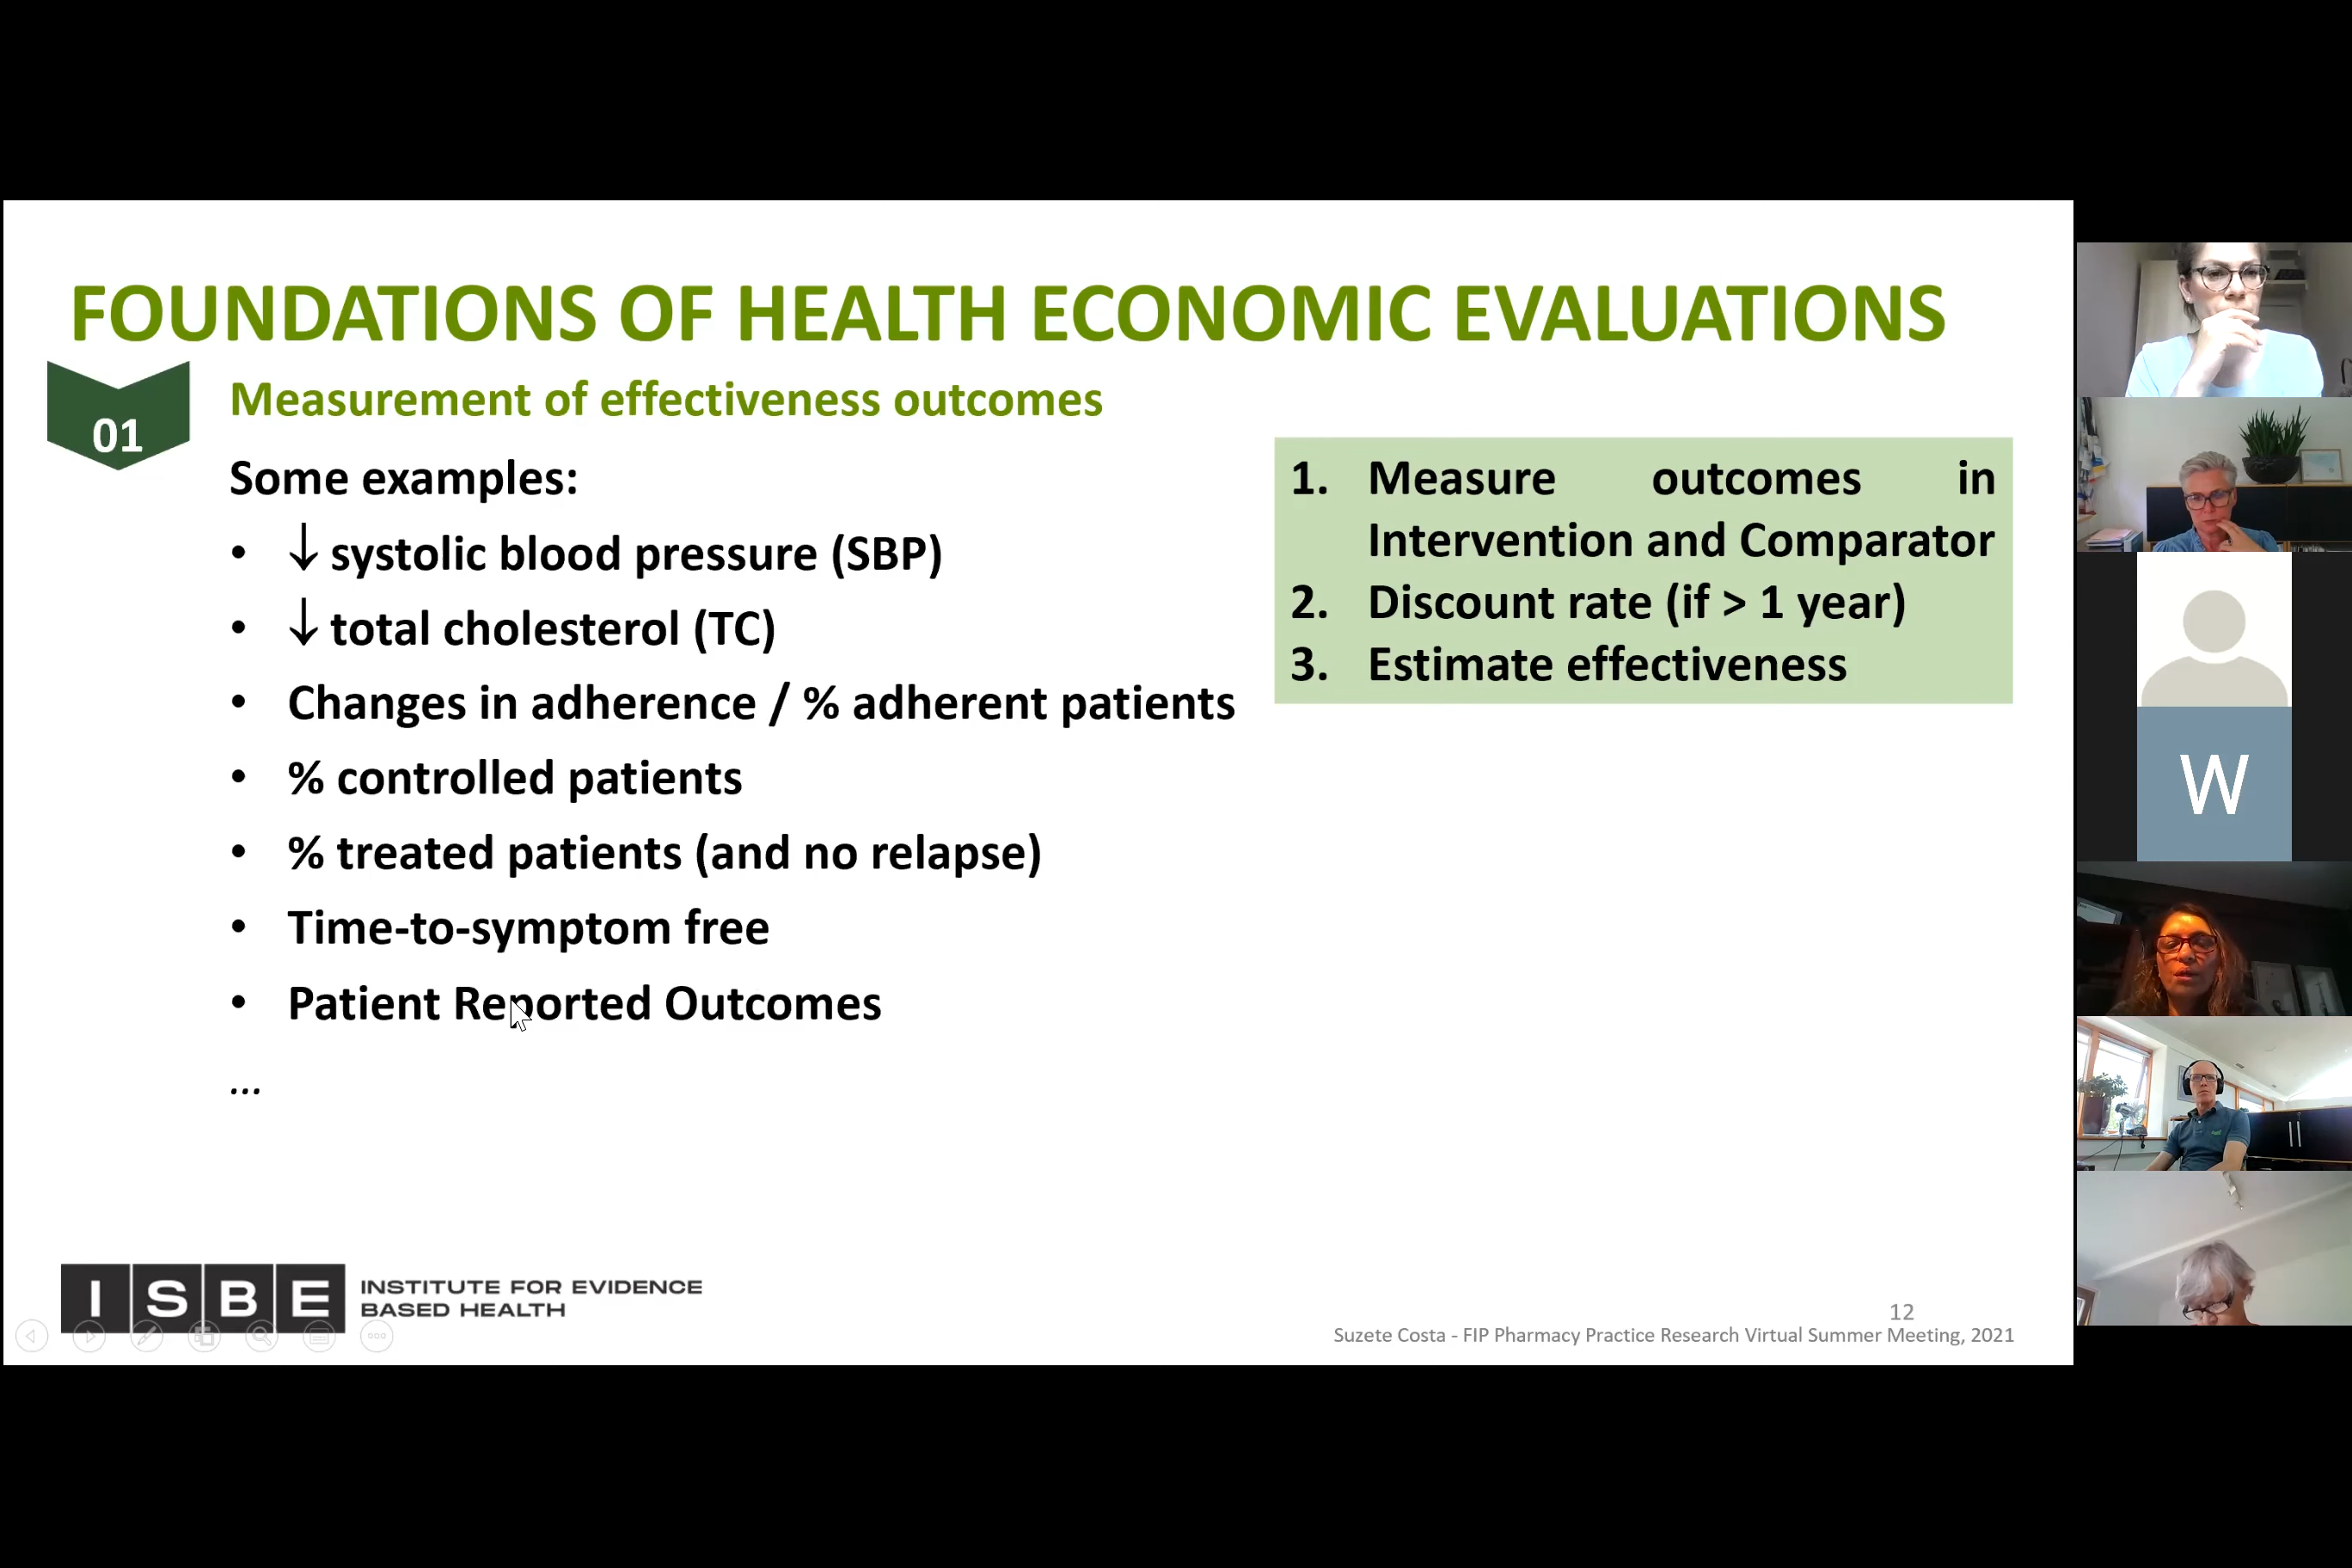 FOUNDATIONS OF HEALTH ECONOMIC EVALUATIONS
01
Measurement of effectiveness outcomes
Some examples:
• ↓ systolic blood pressure (SBP)
• ↓ total cholesterol (TC)
• Changes in adherence / % adherent patients
• % controlled patients
• % treated patients (and no relapse)
• Time-to-symptom free
• Patient Reported Outcomes
...
1. Measure outcomes in
Intervention and Comparator
2. Discount rate (if > 1 year)
3. Estimate effectiveness
W
ISBE
INSTITUTE FOR EVIDENCE
BASED HEALTH
12
Suzete Costa - FIP Pharmacy Practice Research Virtual Summer Meeting, 2021